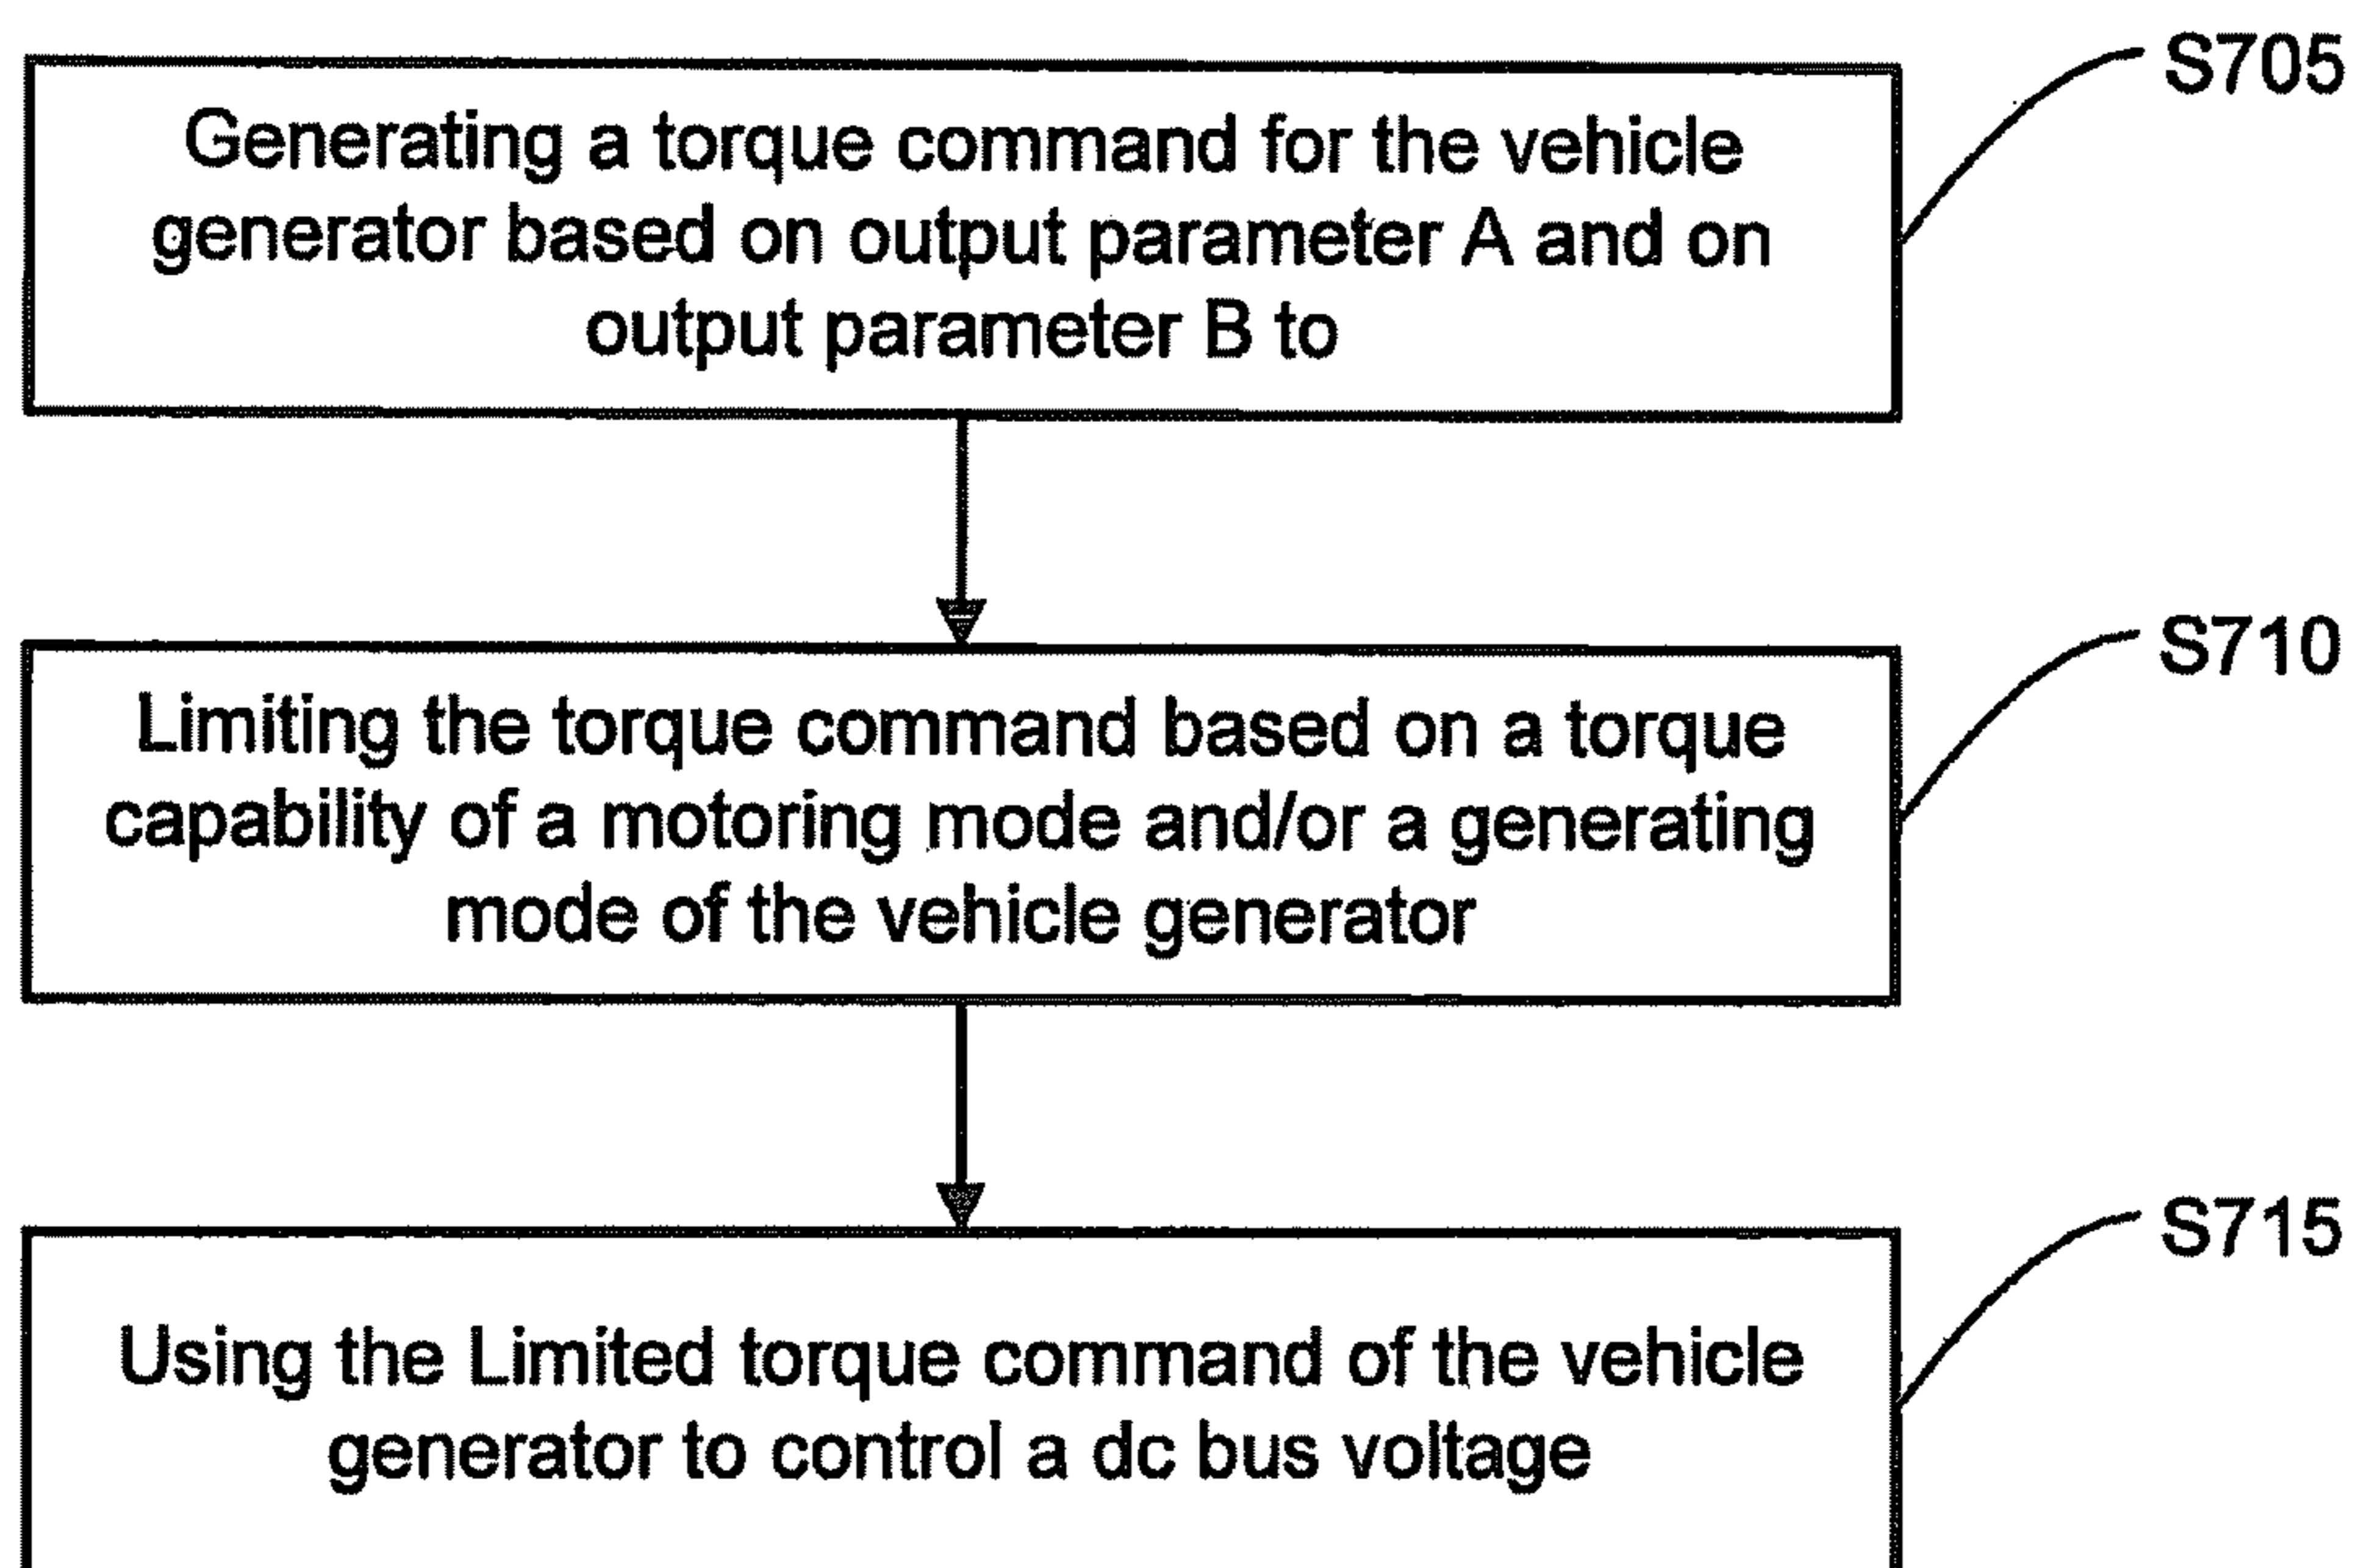 S705
Generating a torque command for the vehicle
generator based on output parameter A and on
output parameter B to
S710
Limiting the torque command based on a torque
capability of a motoring mode and/or a generating
mode of the vehicle generator
S715
Using the Limited torque command of the vehicle
generator to control a dc bus voltage